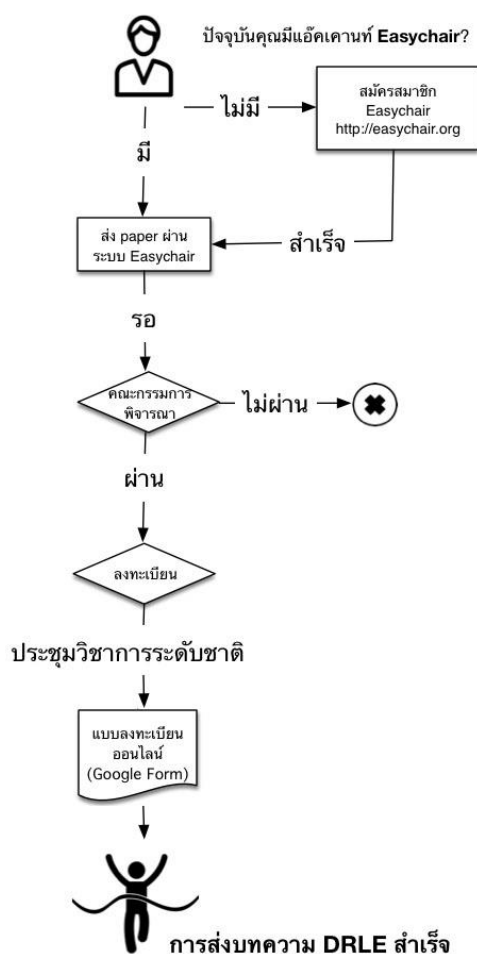 ปัจจุบันคุณมีแอ๊คเคานท์ Easychair?
ไม่มี
สมัครสมาชิก
Easychair
http://easychair.org
มี
ส่ง paper ผ่าน
ระบบ Easychair
สำเร็จ
รอ
คณะกรรมการ
พิจารณา
ไม่ผ่าน
ผ่าน
ลงทะเบียน
ประชุมวิชาการระดับชาติ
แบบลงทะเบียน
ออนไลน์
(Google Form)
การส่งบทความ DRLE สำเร็จ